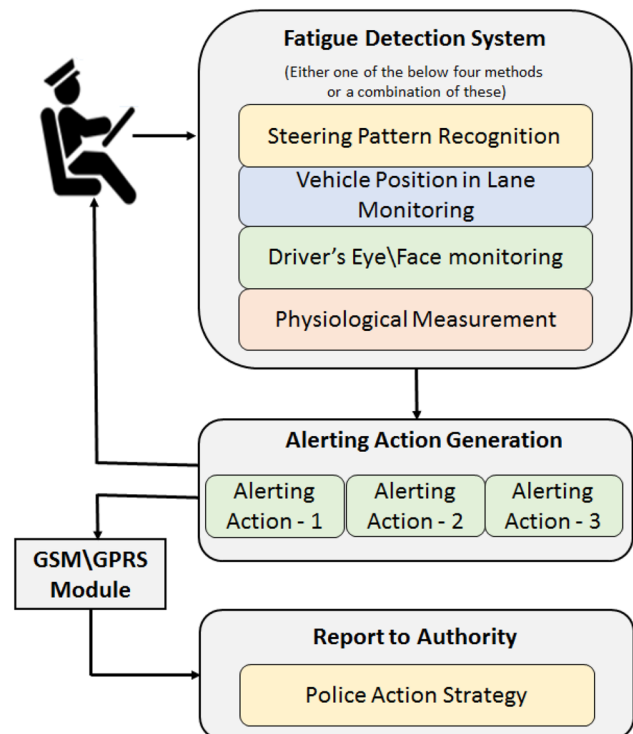 Fatigue Detection System
(Either one of the below four methods
or a combination of these)
Steering Pattern Recognition
Vehicle Position in Lane
Monitoring
Driver's Eye\Face monitoring
Physiological Measurement
Alerting Action Generation
Alerting
Action - 1
Alerting
Action - 2
Alerting
Action - 3
GSM\GPRS
Module
Report to Authority
Police Action Strategy